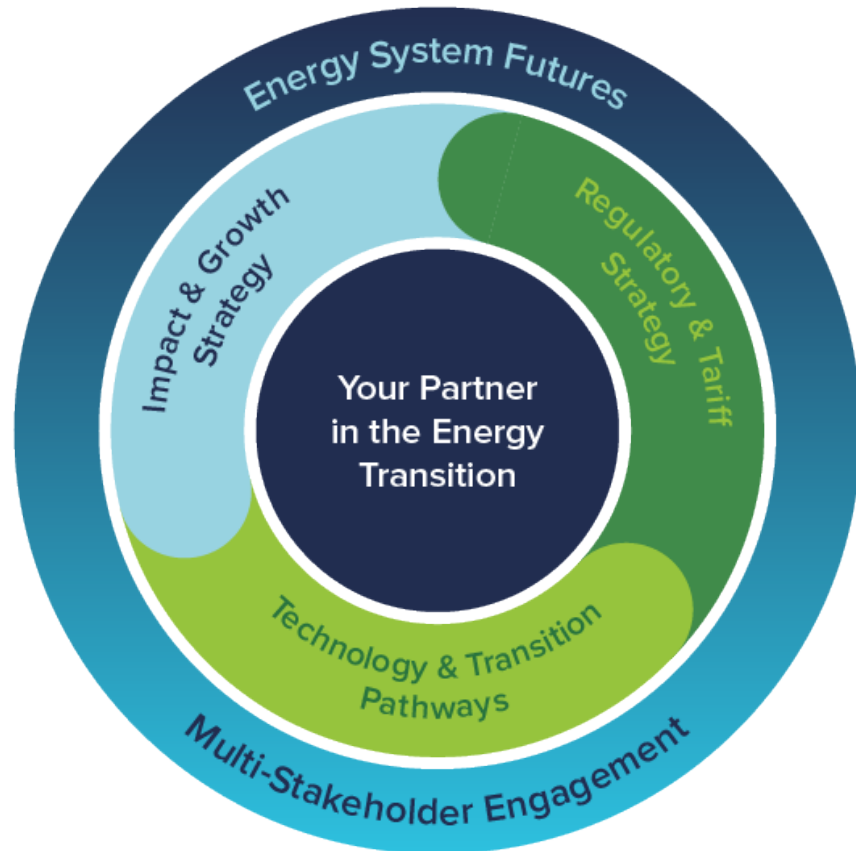 Energy System Futures
Impact & Growth
Strategy
Regulatory & Tariff
Strategy
Your Partner
in the Energy
Transition
Technology & Transition
Pathways
Multi-Stakeholder Engagement